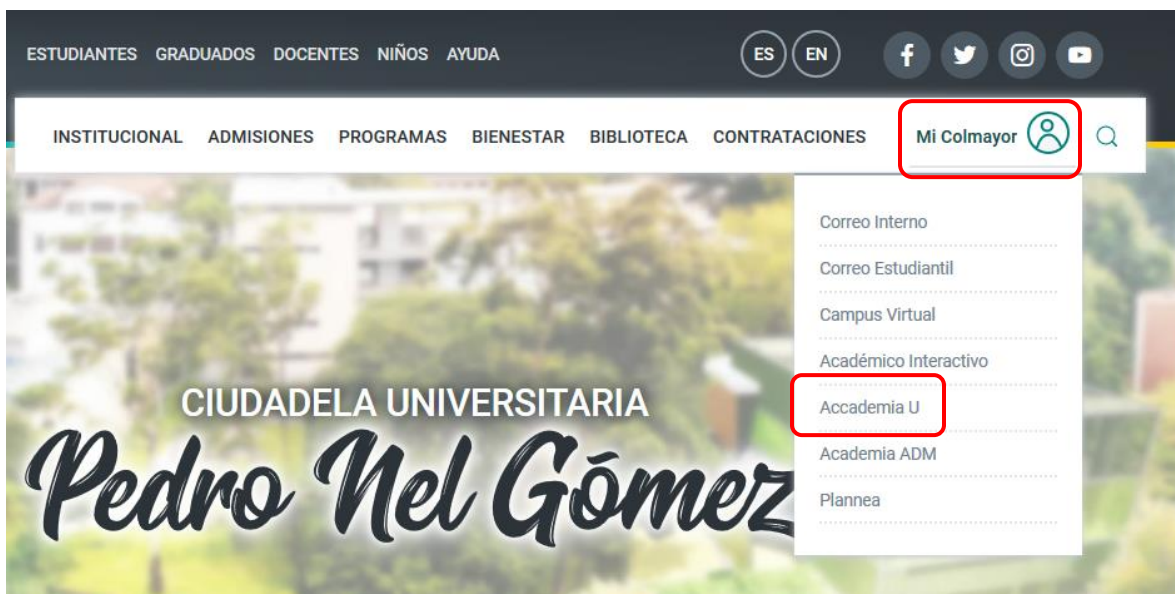 ESTUDIANTES GRADUADOS DOCENTES NIÑOS AYUDA ES EN
INSTITUCIONAL ADMISIONES PROGRAMAS BIENESTAR BIBLIOTECA CONTRATACIONES Mi Colmayor
Correo Interno
Correo Estudiantil
Campus Virtual
Académico Interactivo
Accademia U
Academia ADM
Plannea
CIUDADELA UNIVERSITARIA
Pedro Nel Gómez